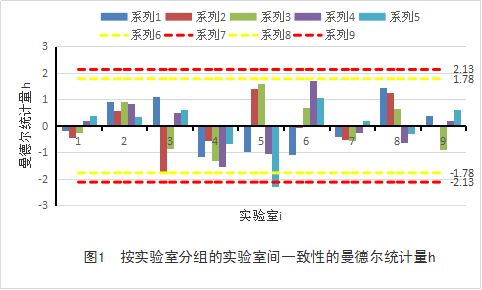 系列1 系列2 系列3 系列4 系列5
系列6 系列7 系列8 系列9
曼德尔统计量h
3
2
1
0
-1
-2
-3
2.13
1.78
-1.78
-2.13
1 2 3 4 5 6 7 8 9
实验室i
图1 按实验室分组的实验室间一致性的曼德尔统计量h